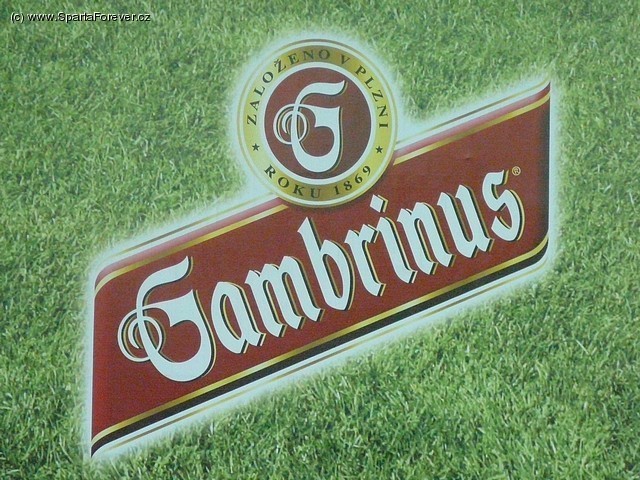 (c) www.SpartaForever.cz
ZALOŽENO V PLZNI
G
★ ROKU 1869 ★
Gambrinus®